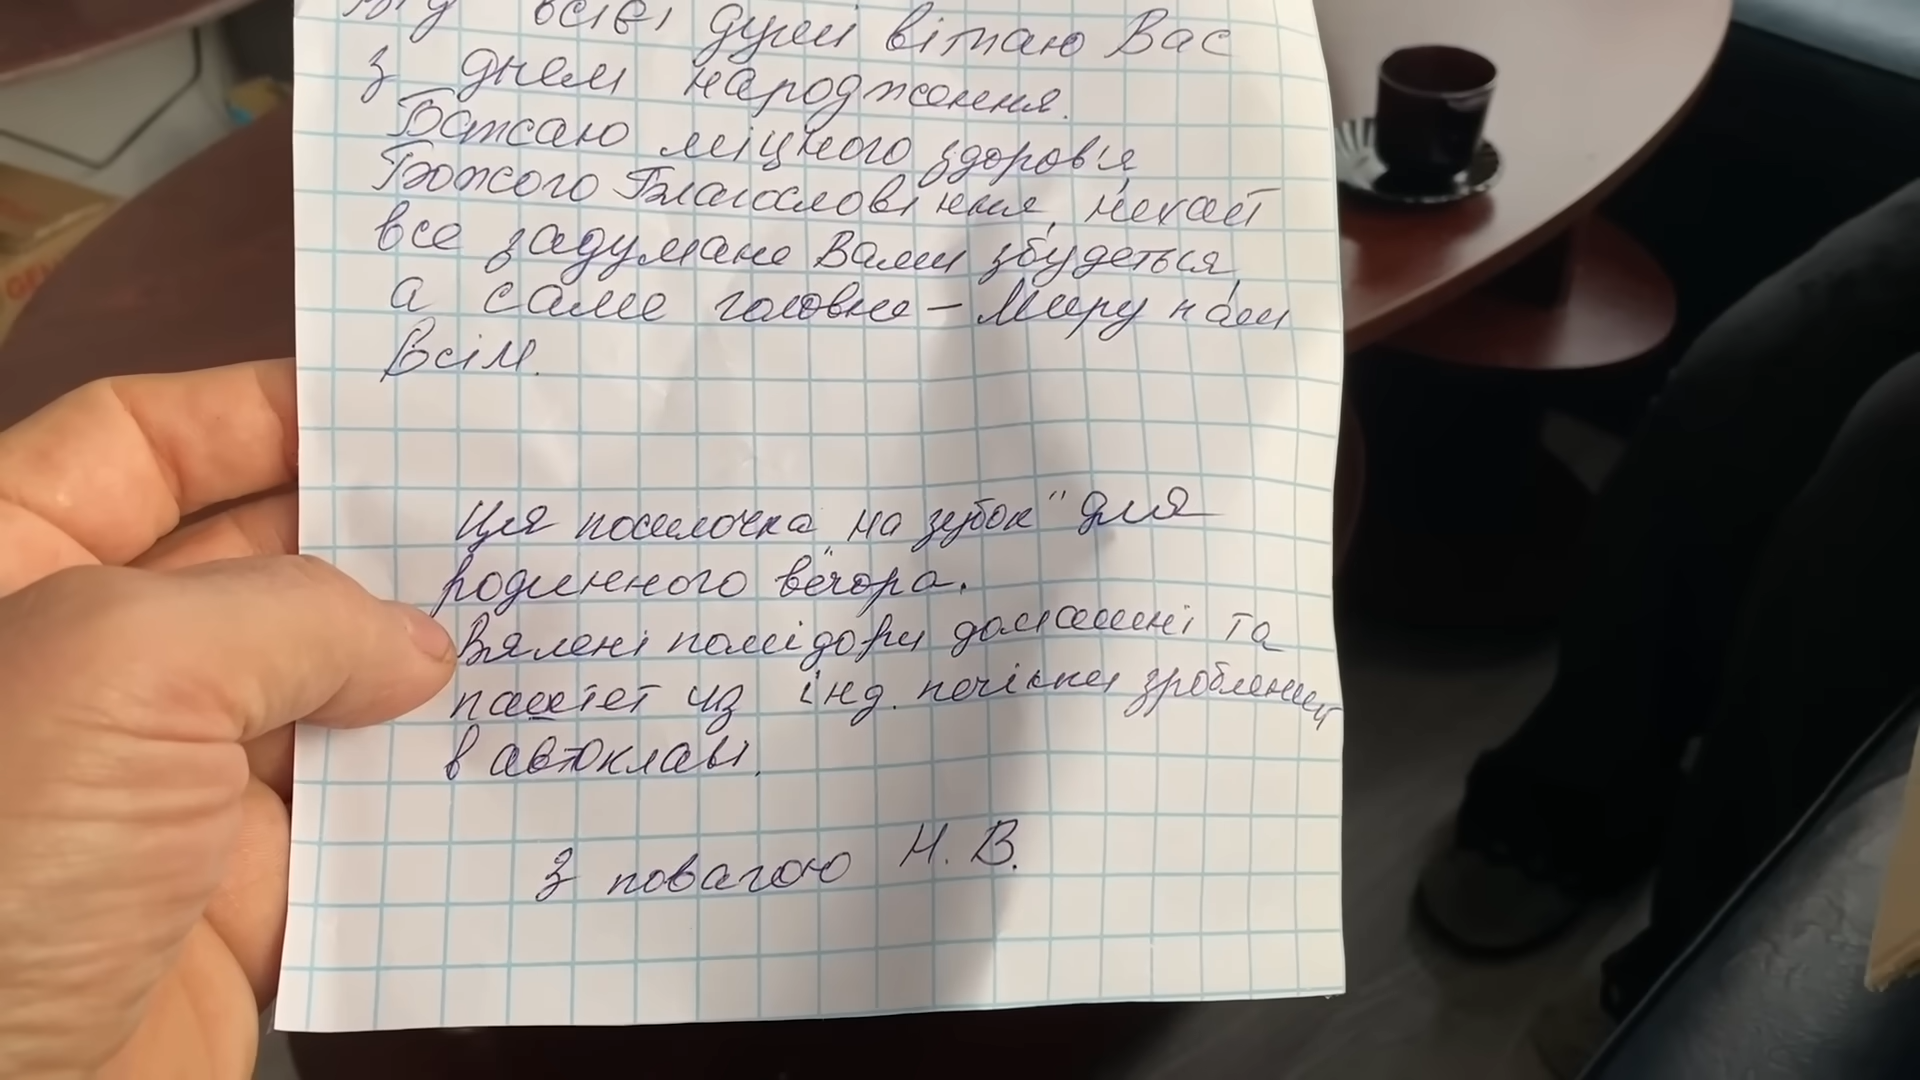 Від всієї душі вітаю Вас
з днем народження.
Бажаю міцного здоров'я,
Божого Благословіння, нехай
все задумане Вами збудеться,
а саме головне – Миру нам
Всім.
Ця посилочка „на зубок" для
родинного вечора.
Вялені помідори домашні та
паштет из інд. печінки зроблений
в автоклаві.
З повагою Н. В.